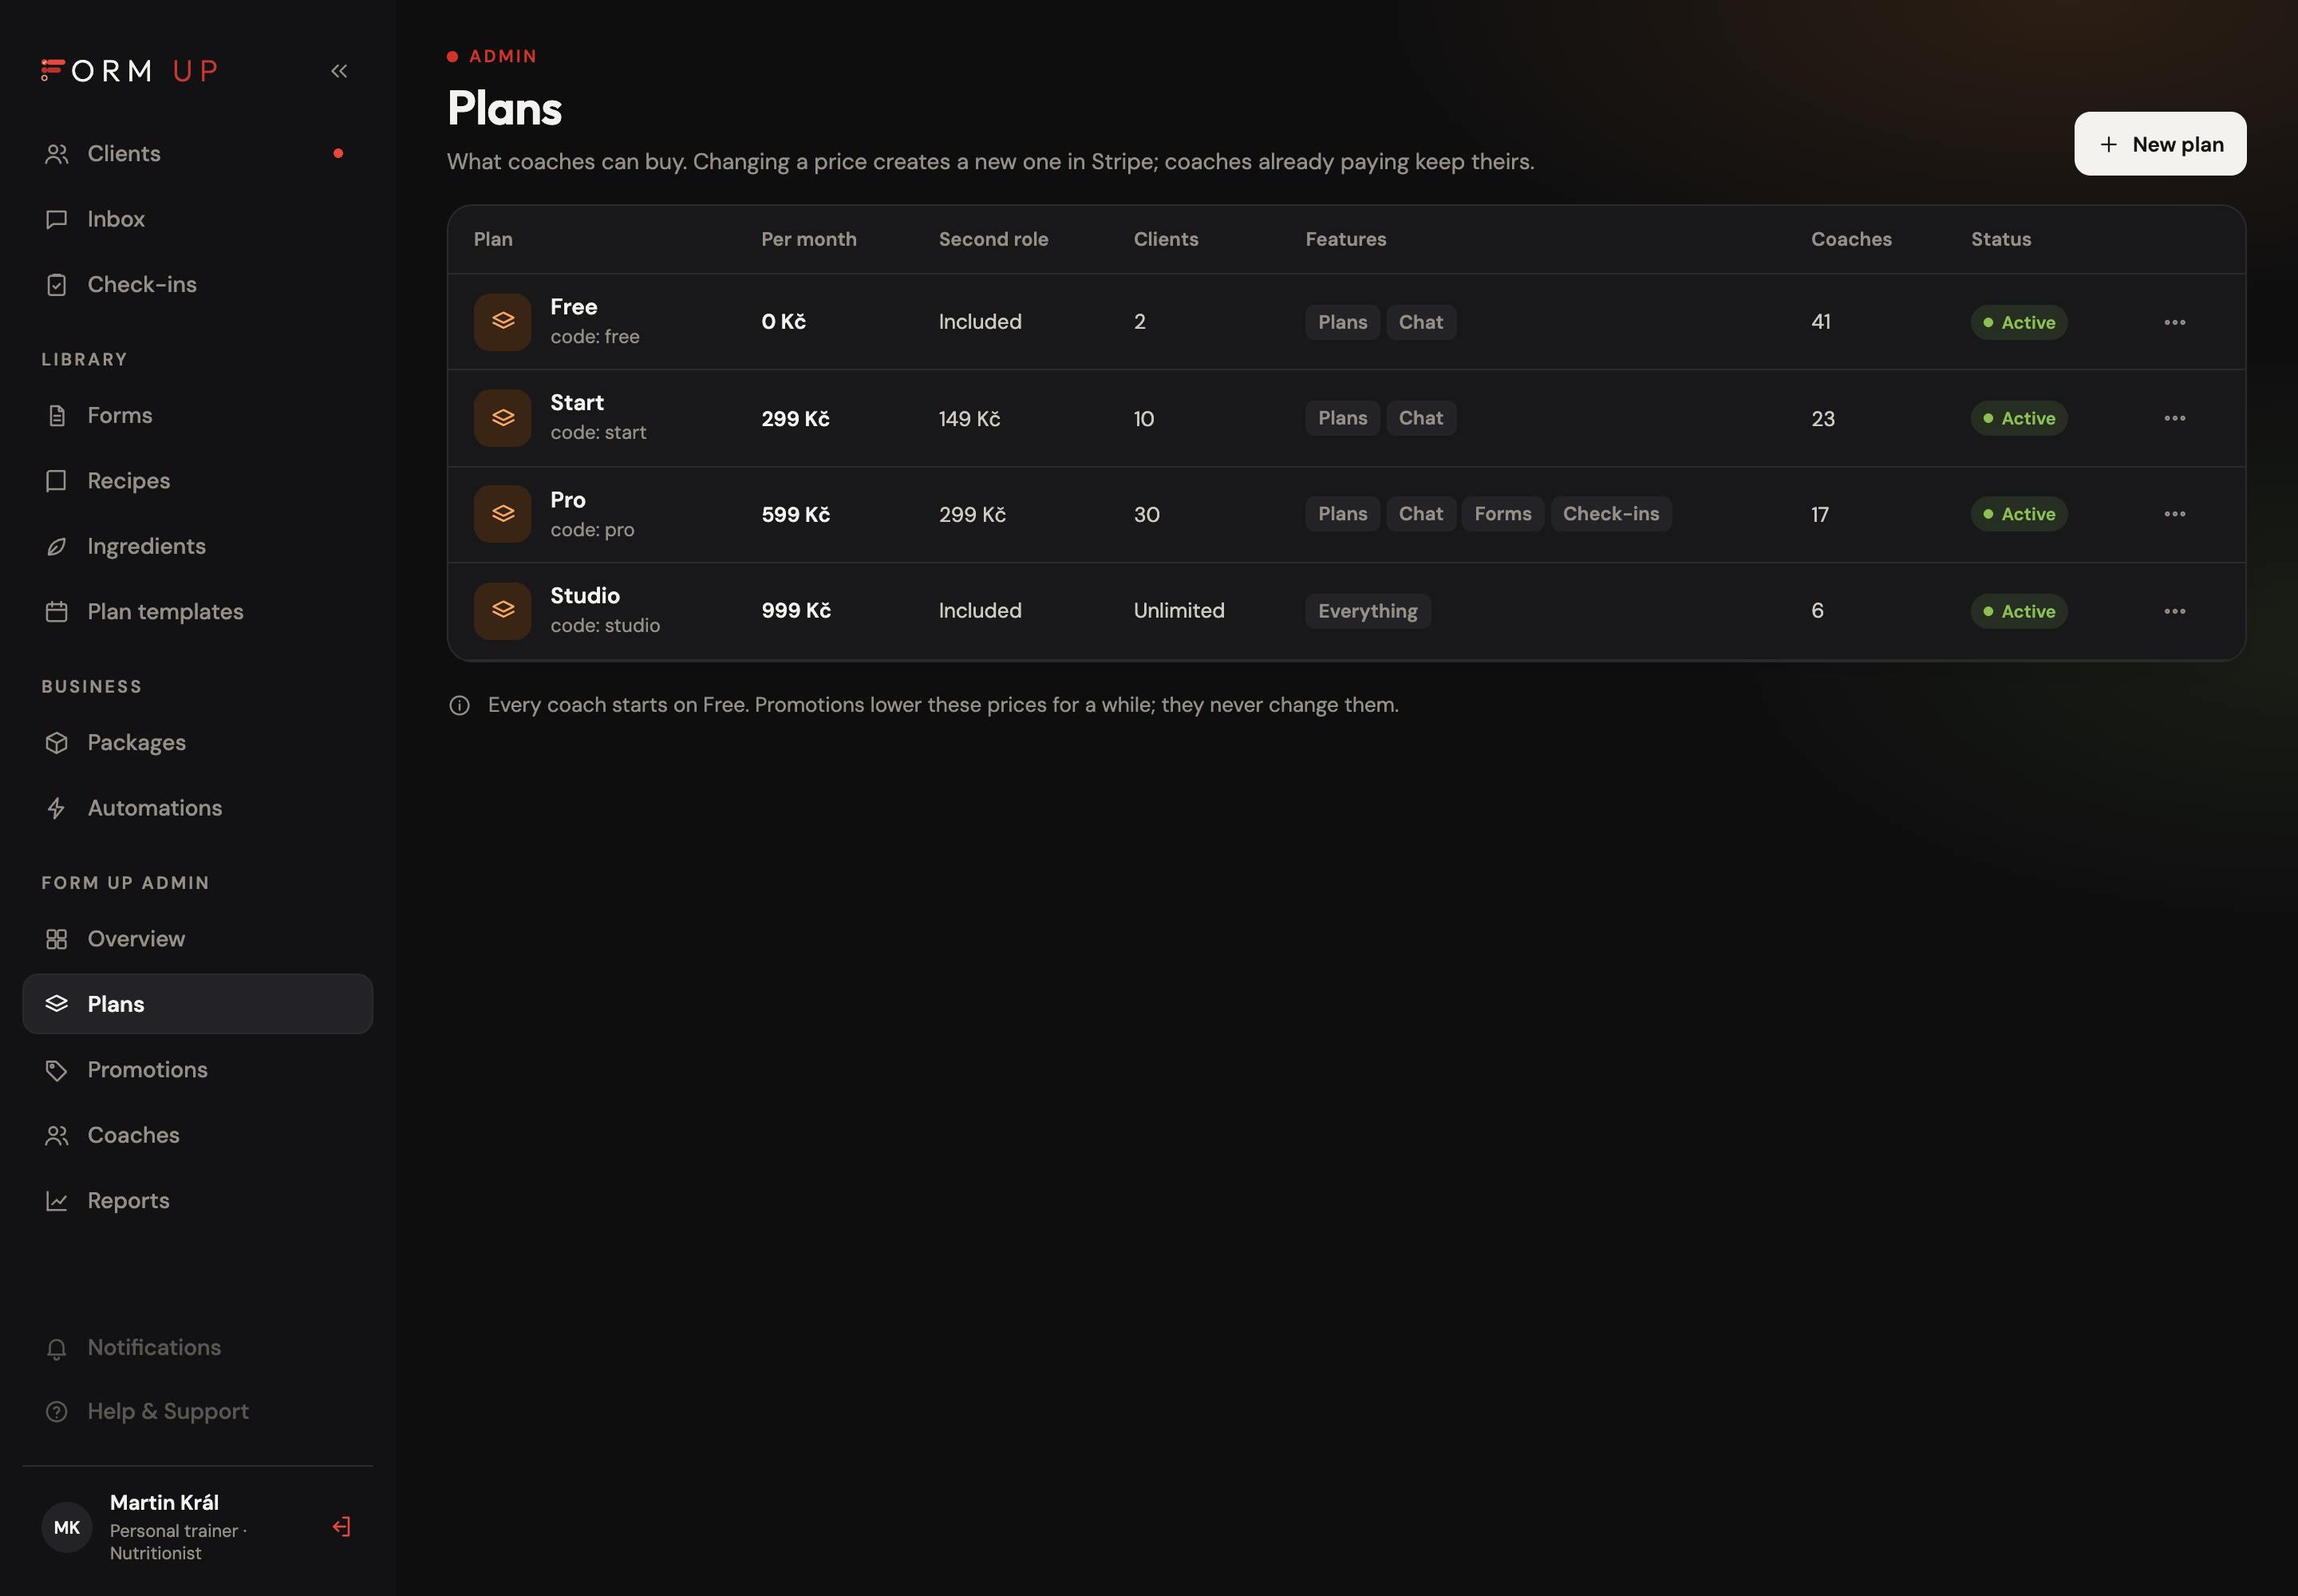 FORM UP
Clients
Inbox
Check-ins
LIBRARY
Forms
Recipes
Ingredients
Plan templates
BUSINESS
Packages
Automations
FORM UP ADMIN
Overview
Plans
Promotions
Coaches
Reports
Notifications
Help & Support
MK
Martin Král
Personal trainer ·
Nutritionist
ADMIN
Plans
What coaches can buy. Changing a price creates a new one in Stripe; coaches already paying keep theirs.
+ New plan
Plan Per month Second role Clients Features Coaches Status
Free
code: free
0 Kč Included 2 Plans Chat 41 Active
Start
code: start
299 Kč 149 Kč 10 Plans Chat 23 Active
Pro
code: pro
599 Kč 299 Kč 30 Plans Chat Forms Check-ins 17 Active
Studio
code: studio
999 Kč Included Unlimited Everything 6 Active
Every coach starts on Free. Promotions lower these prices for a while; they never change them.